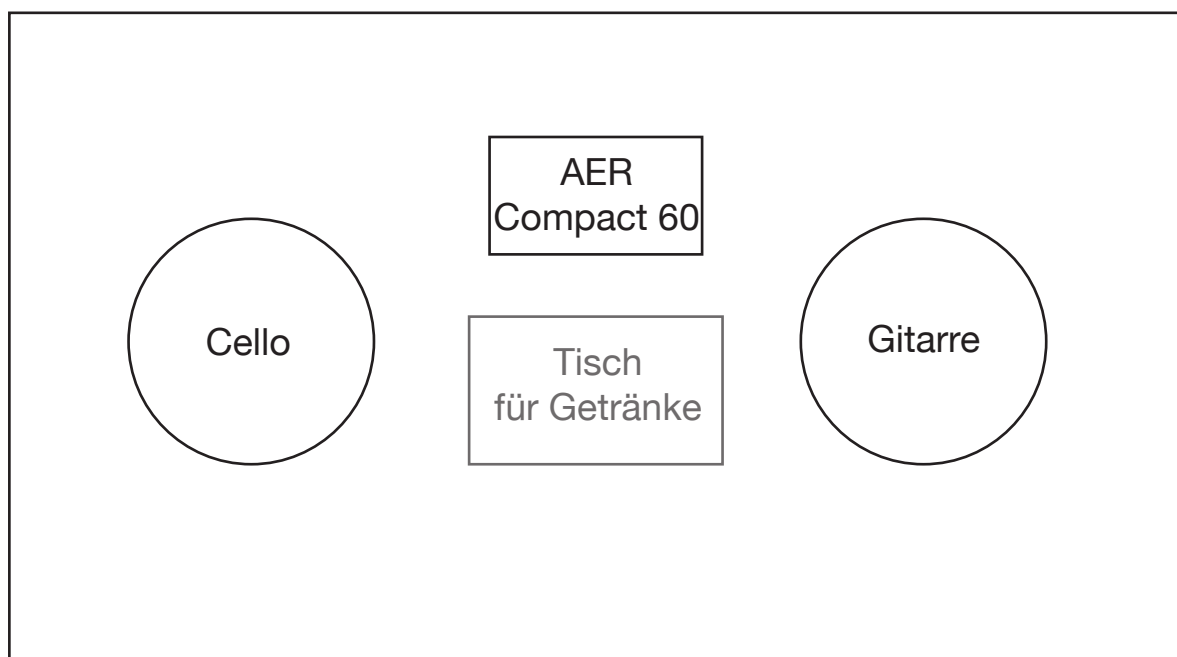 AER
Compact 60
Cello
Gitarre
Tisch
für Getränke